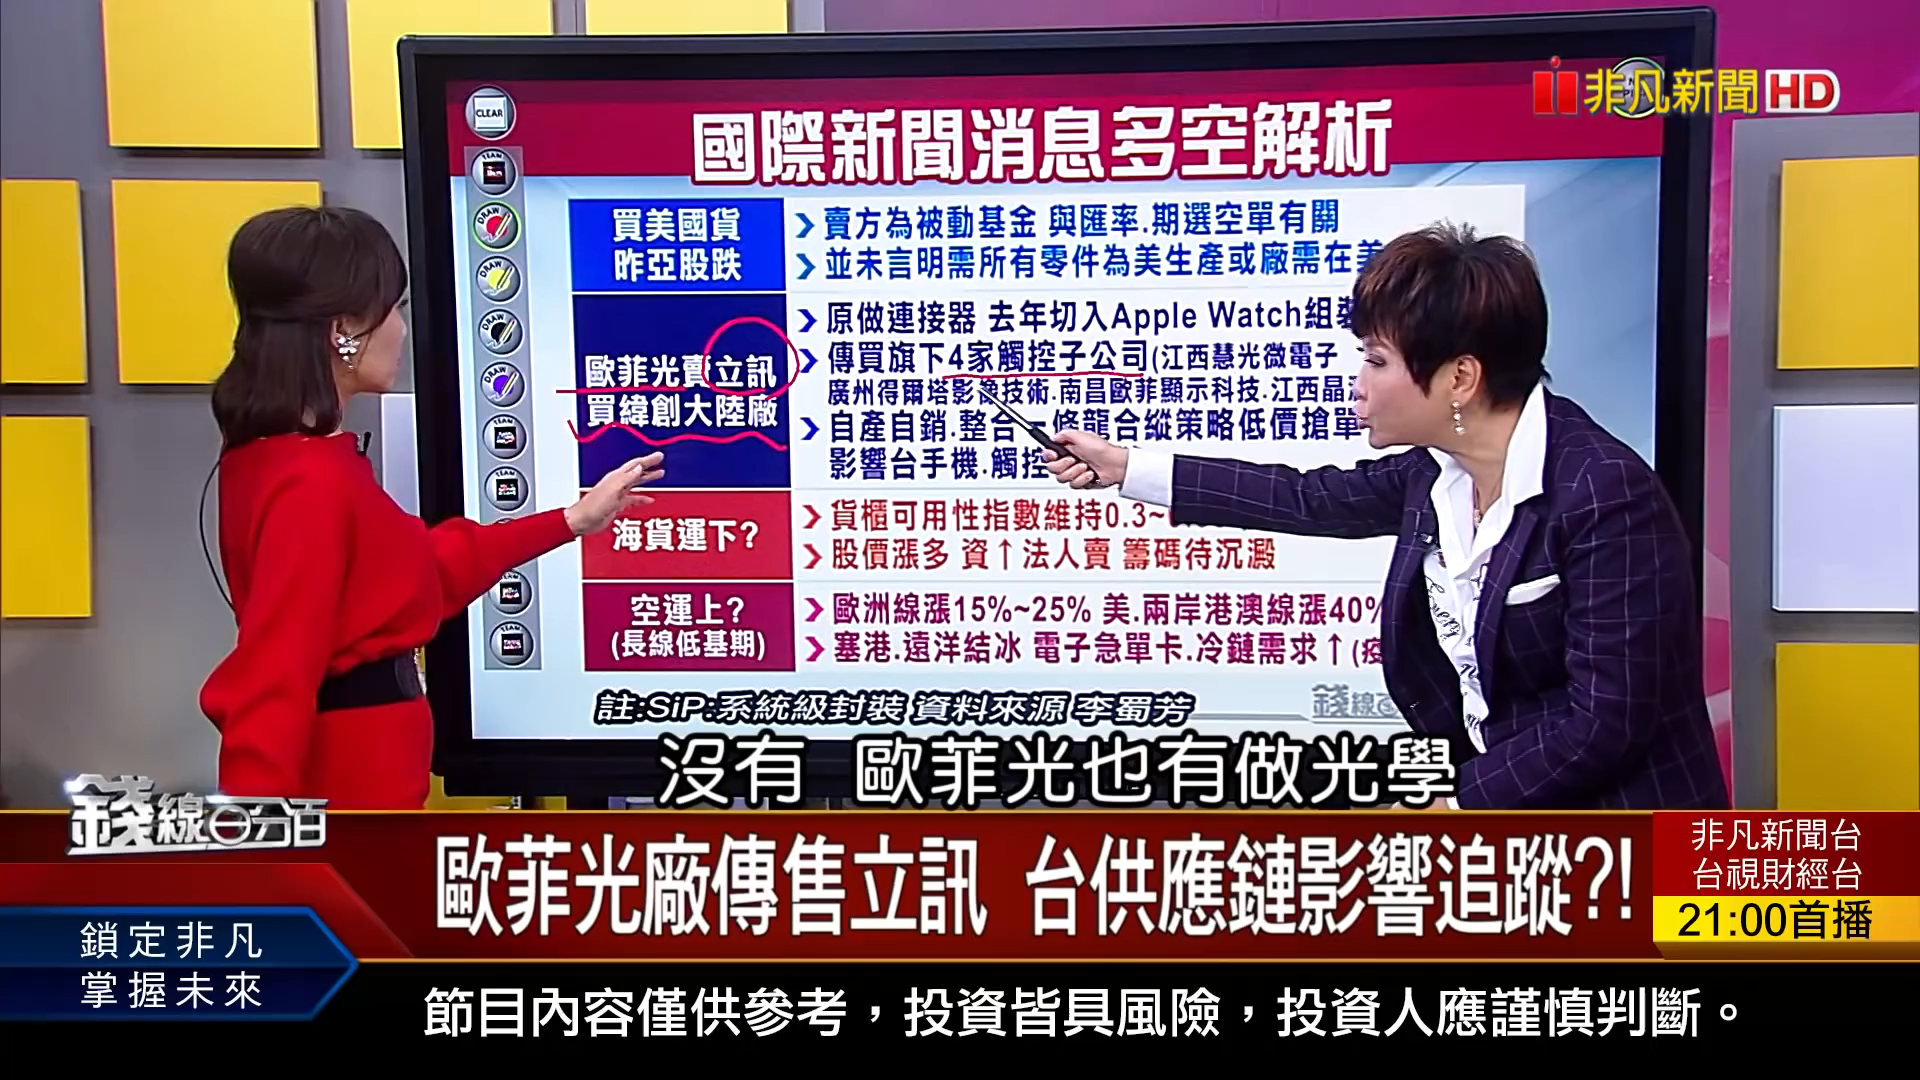 非凡新聞HD
CLEAR
國際新聞消息多空解析
TEAM
DRAW
DRAW
DRAW
DRAW
TEAM
TEAM
TEAM
TEAM
買美國貨
昨亞股跌
賣方為被動基金 與匯率.期選空單有關
並未言明需所有零件為美生產或廠需在美
歐菲光賣立訊
買緯創大陸廠
原做連接器 去年切入Apple Watch組裝
傳買旗下4家觸控子公司(江西慧光微電子
廣州得爾塔影像技術.南昌歐菲顯示科技.江西晶潤
自產自銷.整合一條龍合縱策略低價搶單
影響台手機.觸控
海貨運下?
貨櫃可用性指數維持0.3~
股價漲多 資↑法人賣 籌碼待沉澱
空運上?
(長線低基期)
歐洲線漲15%~25% 美.兩岸港澳線漲40%
塞港.遠洋結冰 電子急單卡.冷鏈需求↑(疫
註:SiP:系統級封裝 資料來源 李蜀芳
錢線百
沒有 歐菲光也有做光學
錢線百分百
歐菲光廠傳售立訊 台供應鏈影響追蹤?!
非凡新聞台
台視財經台
21:00首播
鎖定非凡
掌握未來
節目內容僅供參考，投資皆具風險，投資人應謹慎判斷。